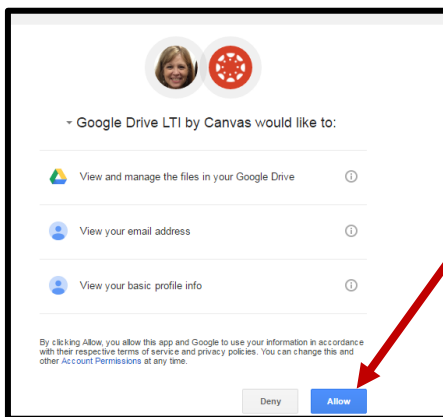 Google Drive LTI by Canvas would like to:
View and manage the files in your Google Drive
View your email address
View your basic profile info
By clicking Allow, you allow this app and Google to use your information in accordance
with their respective terms of service and privacy policies. You can change this and
other Account Permissions at any time.
Deny Allow